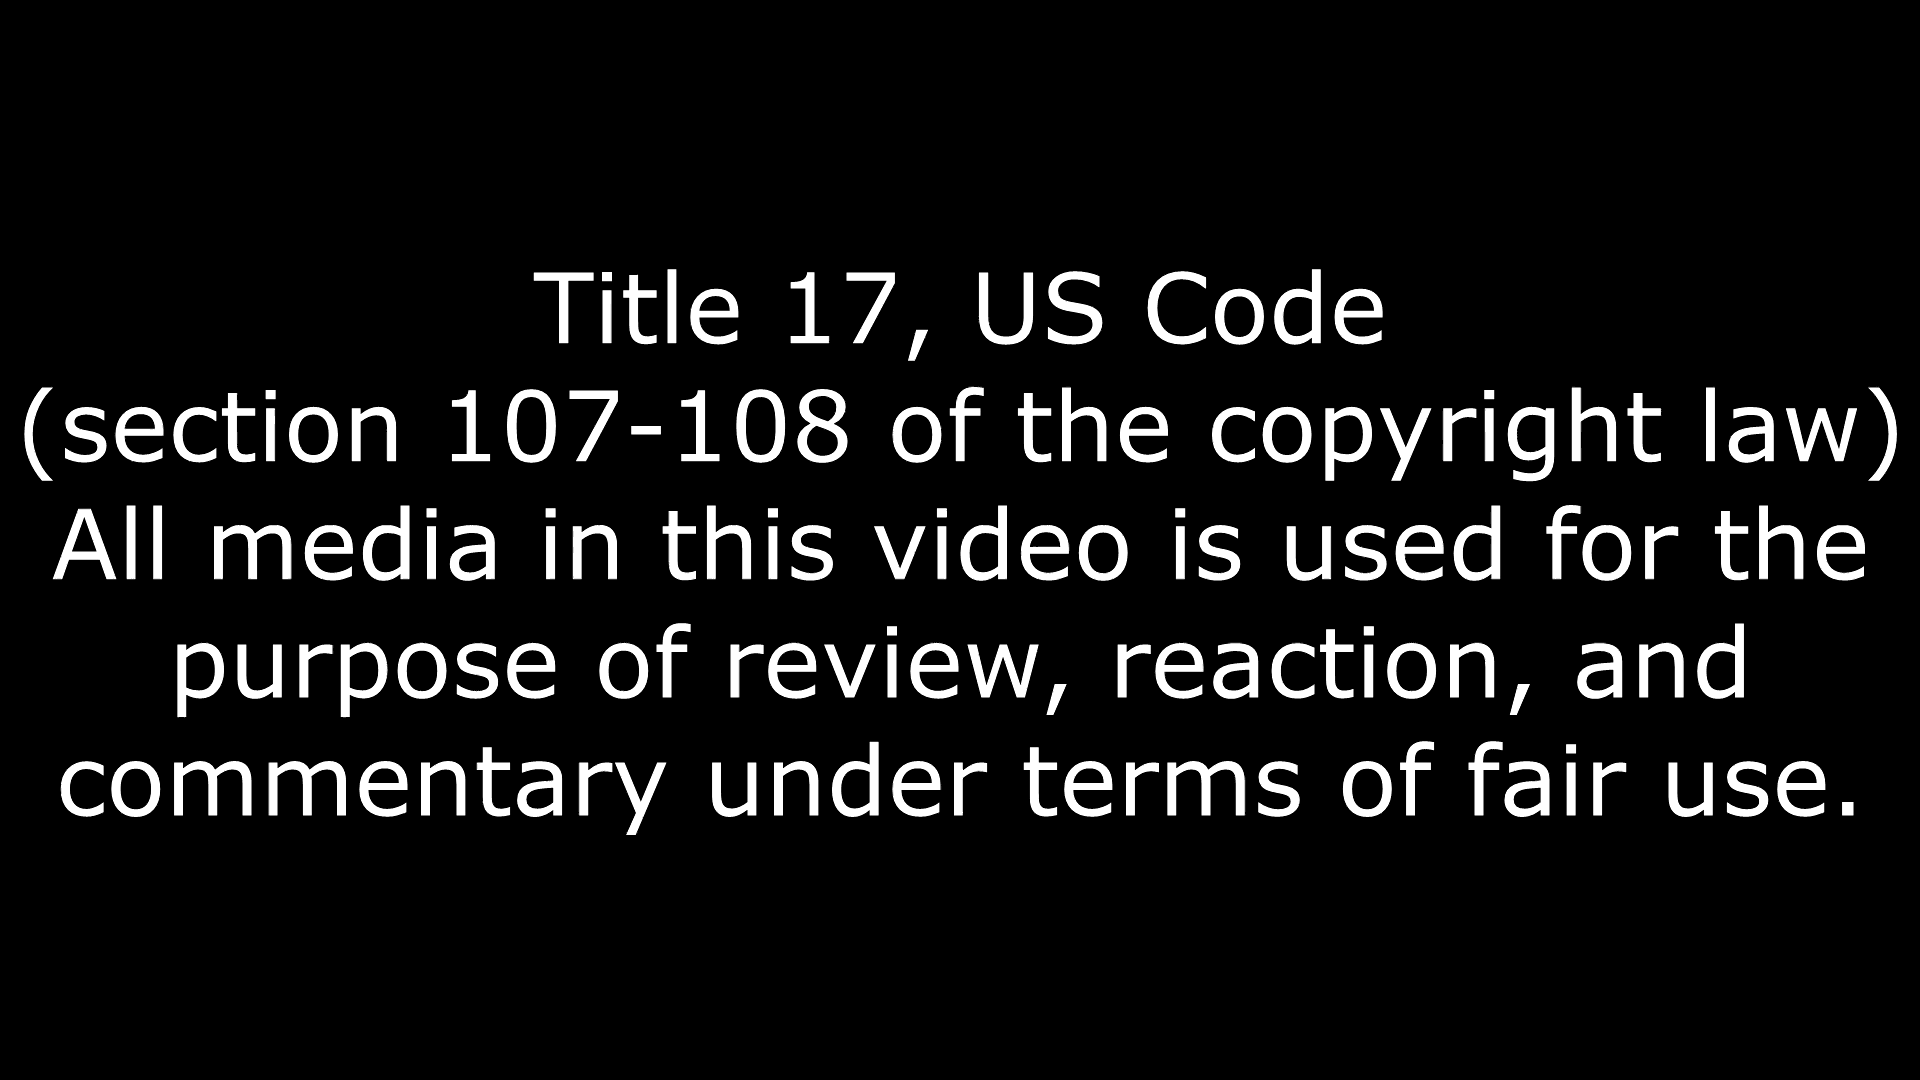 Title 17, US Code
(section 107-108 of the copyright law)
All media in this video is used for the
purpose of review, reaction, and
commentary under terms of fair use.